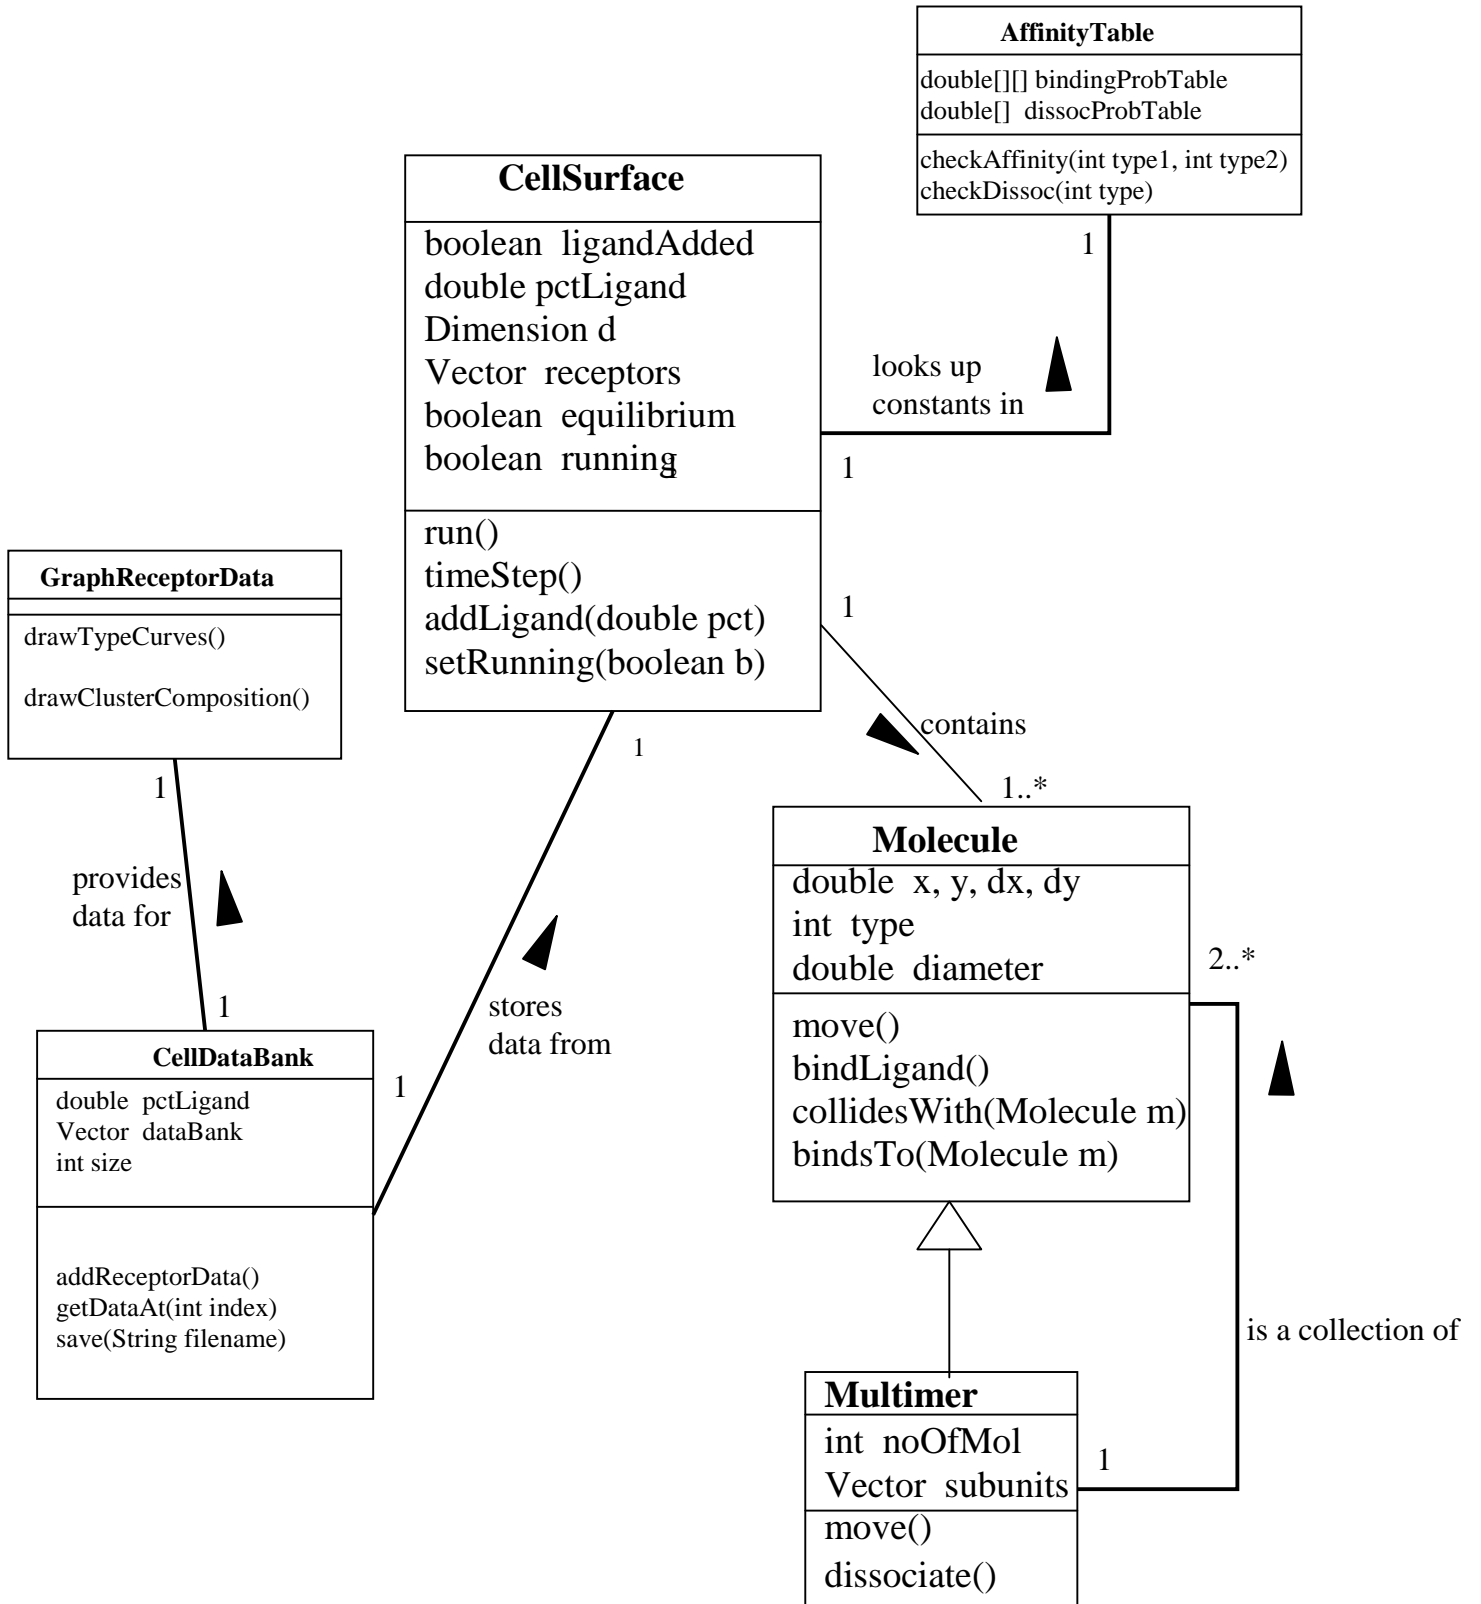 AffinityTable
double[][] bindingProbTable
double[]  dissocProbTable
checkAffinity(int type1, int type2)
checkDissoc(int type)
1
looks up
constants in
1
CellSurface
boolean  ligandAdded
double pctLigand
Dimension d
Vector  receptors
boolean  equilibrium
boolean  running
1
run()
timeStep()
addLigand(double pct)
setRunning(boolean b)
1
contains
1..*
1
GraphReceptorData
drawTypeCurves()
drawClusterComposition()
1
provides
data for
1
stores
data from
1
CellDataBank
double  pctLigand
Vector  dataBank
int size
addReceptorData()
getDataAt(int index)
save(String filename)
Molecule
double  x, y, dx, dy
int  type
double  diameter
move()
bindLigand()
collidesWith(Molecule m)
bindsTo(Molecule m)
2..*
is a collection of
1
Multimer
int  noOfMol
Vector  subunits
move()
dissociate()